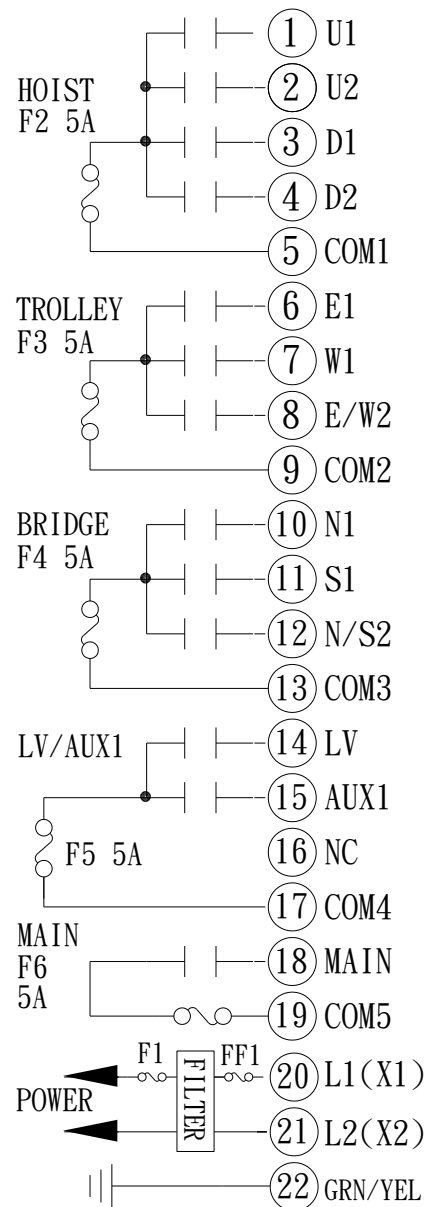 1 U1
HOIST
F2 5A
2 U2
3 D1
4 D2
5 COM1
TROLLEY
F3 5A
6 E1
7 W1
8 E/W2
9 COM2
BRIDGE
F4 5A
10 N1
11 S1
12 N/S2
13 COM3
LV/AUX1
14 LV
15 AUX1
F5 5A
16 NC
17 COM4
MAIN
F6
5A
18 MAIN
19 COM5
POWER
F1
FILTER
FF1
20 L1(X1)
21 L2(X2)
22 GRN/YEL